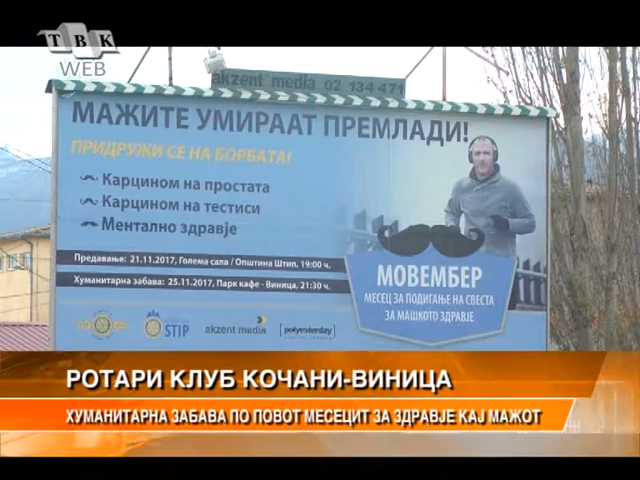 ТВК
WEB
akzent media 02 134 471
МАЖИТЕ УМИРААТ ПРЕМЛАДИ!
ПРИДРУЖИ СЕ НА БОРБАТА!
Карцином на простата
Карцином на тестиси
Ментално здравје
Предавање: 21.11.2017, Голема сала / Општина Штип, 19:00 ч.
Хуманитарна забава: 25.11.2017, Парк кафе - Виница, 21:30 ч.
МОВЕМБЕР
МЕСЕЦ ЗА ПОДИГАЊЕ НА СВЕСТА
ЗА МАШКОТО ЗДРАВЈЕ
STIP
akzent media
polyesterday
РОТАРИ КЛУБ КОЧАНИ-ВИНИЦА
ХУМАНИТАРНА ЗАБАВА ПО ПОВОТ МЕСЕЦИТ ЗА ЗДРАВЈЕ КАЈ МАЖОТ